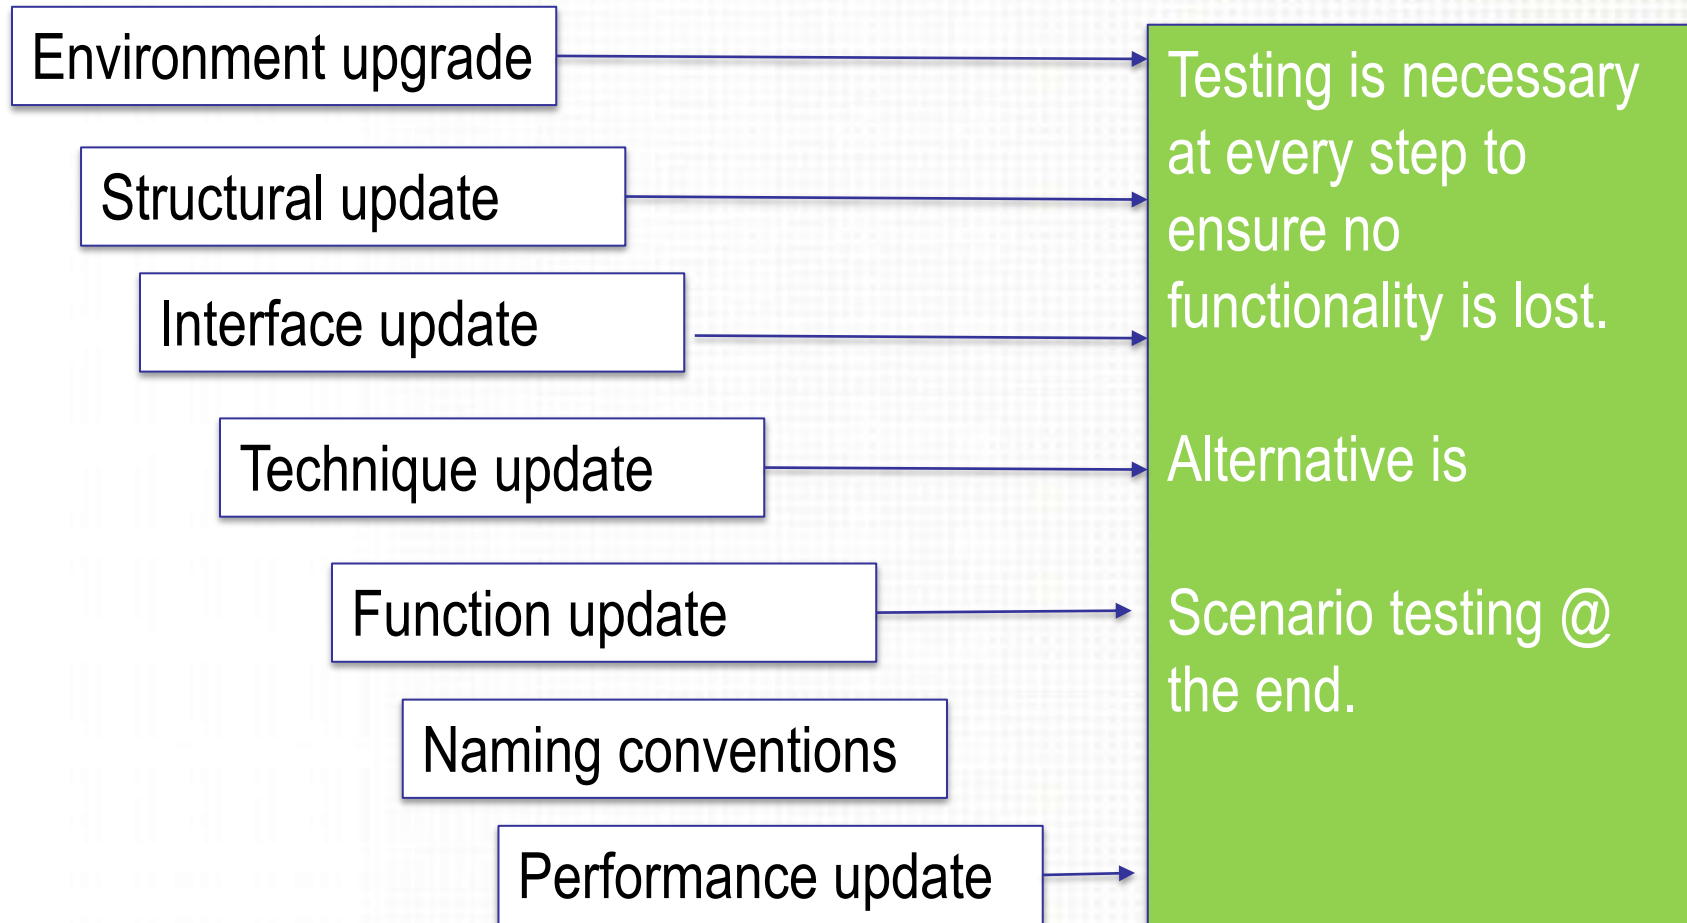 Environment upgrade
Structural update
Interface update
Technique update
Function update
Naming conventions
Performance update
Testing is necessary
at every step to
ensure no
functionality is lost.
Alternative is
Scenario testing @
the end.